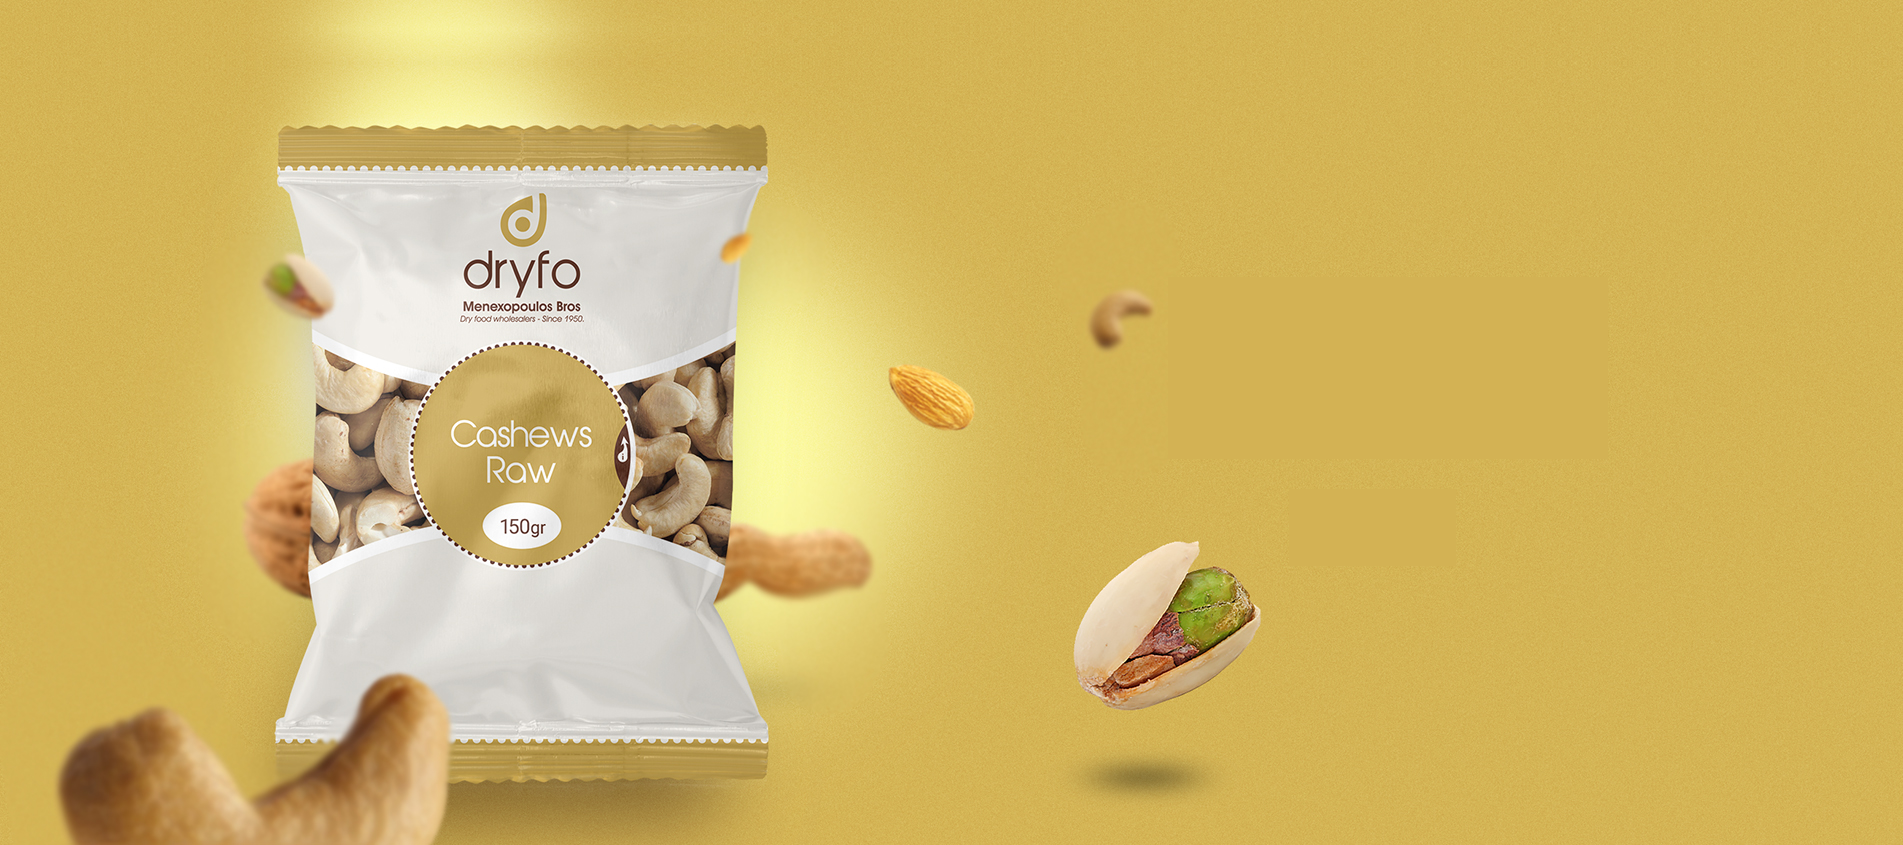 dryfo
Menexopoulos Bros
Dry food wholesalers - Since 1950.
Cashews
Raw
150gr